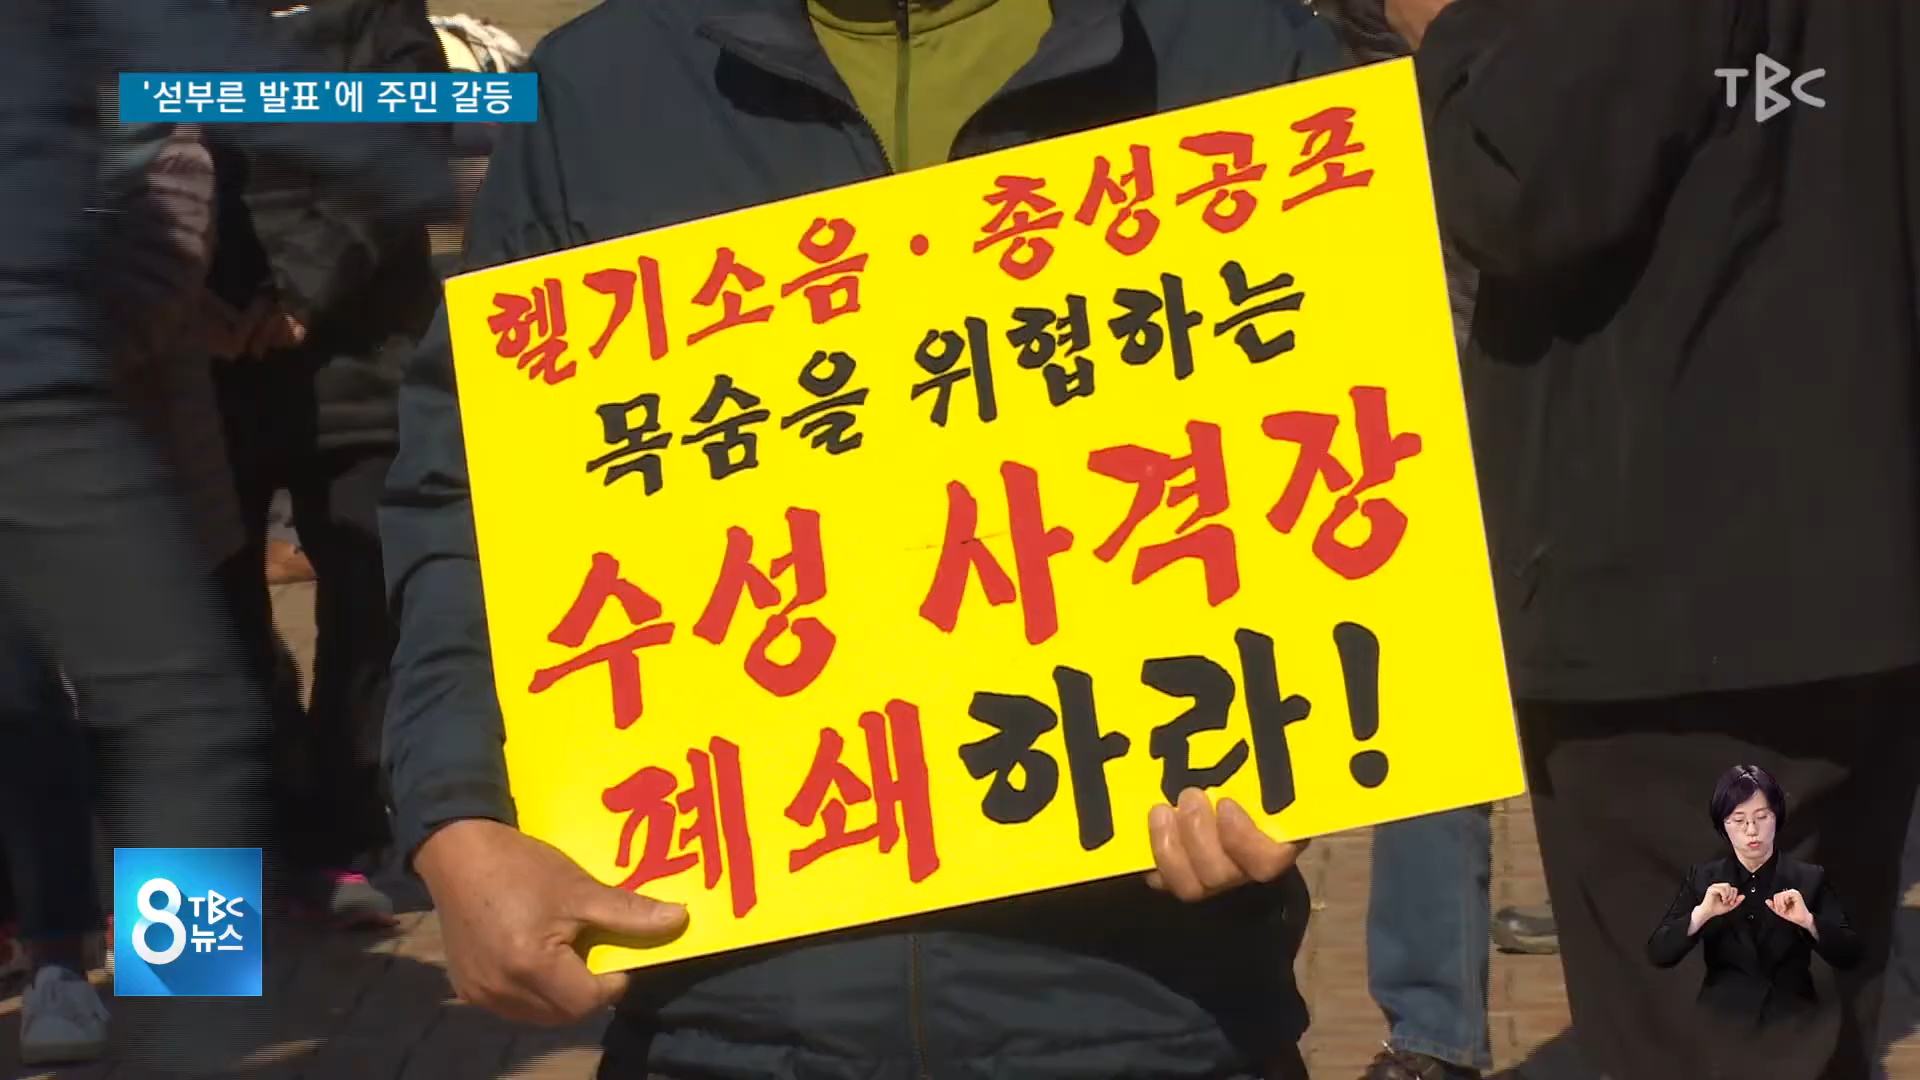 '섣부른 발표'에 주민 갈등
TBC
헬기소음·총성공포
목숨을 위협하는
수성 사격장
폐쇄하라!
8 TBC
뉴스